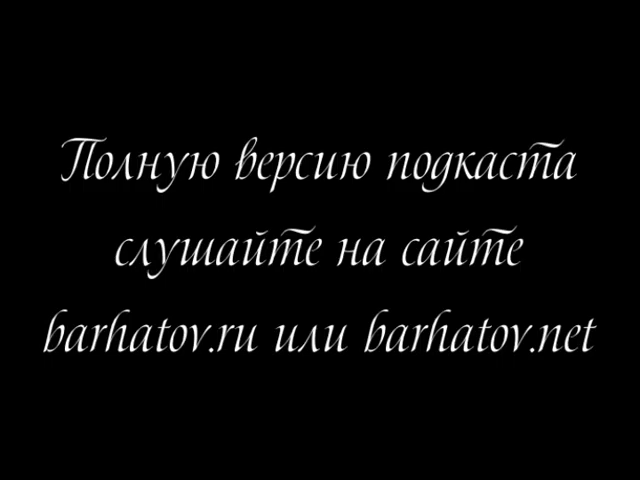 Полную версию подкаста
слушайте на сайте
barhatov.ru или barhatov.net